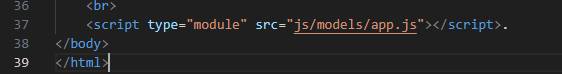 36 <br>
37 <script type="module" src="js/models/app.js"></script>.
38 </body>
39 </html>